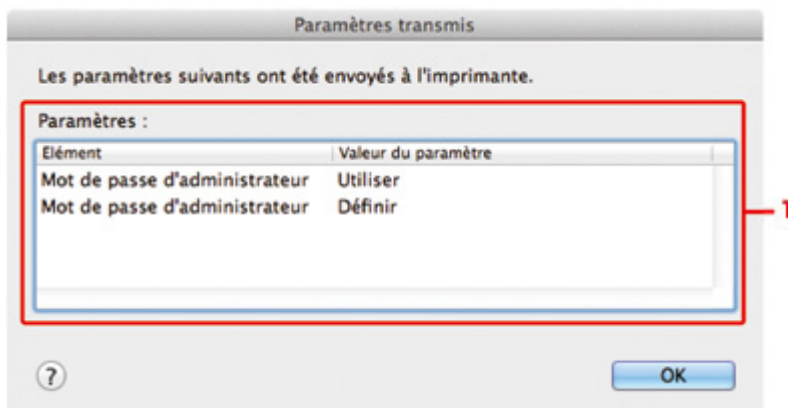 Paramètres transmis
Les paramètres suivants ont été envoyés à l'imprimante.
Paramètres :
Elément Valeur du paramètre
Mot de passe d'administrateur Utiliser
Mot de passe d'administrateur Définir
1
? OK